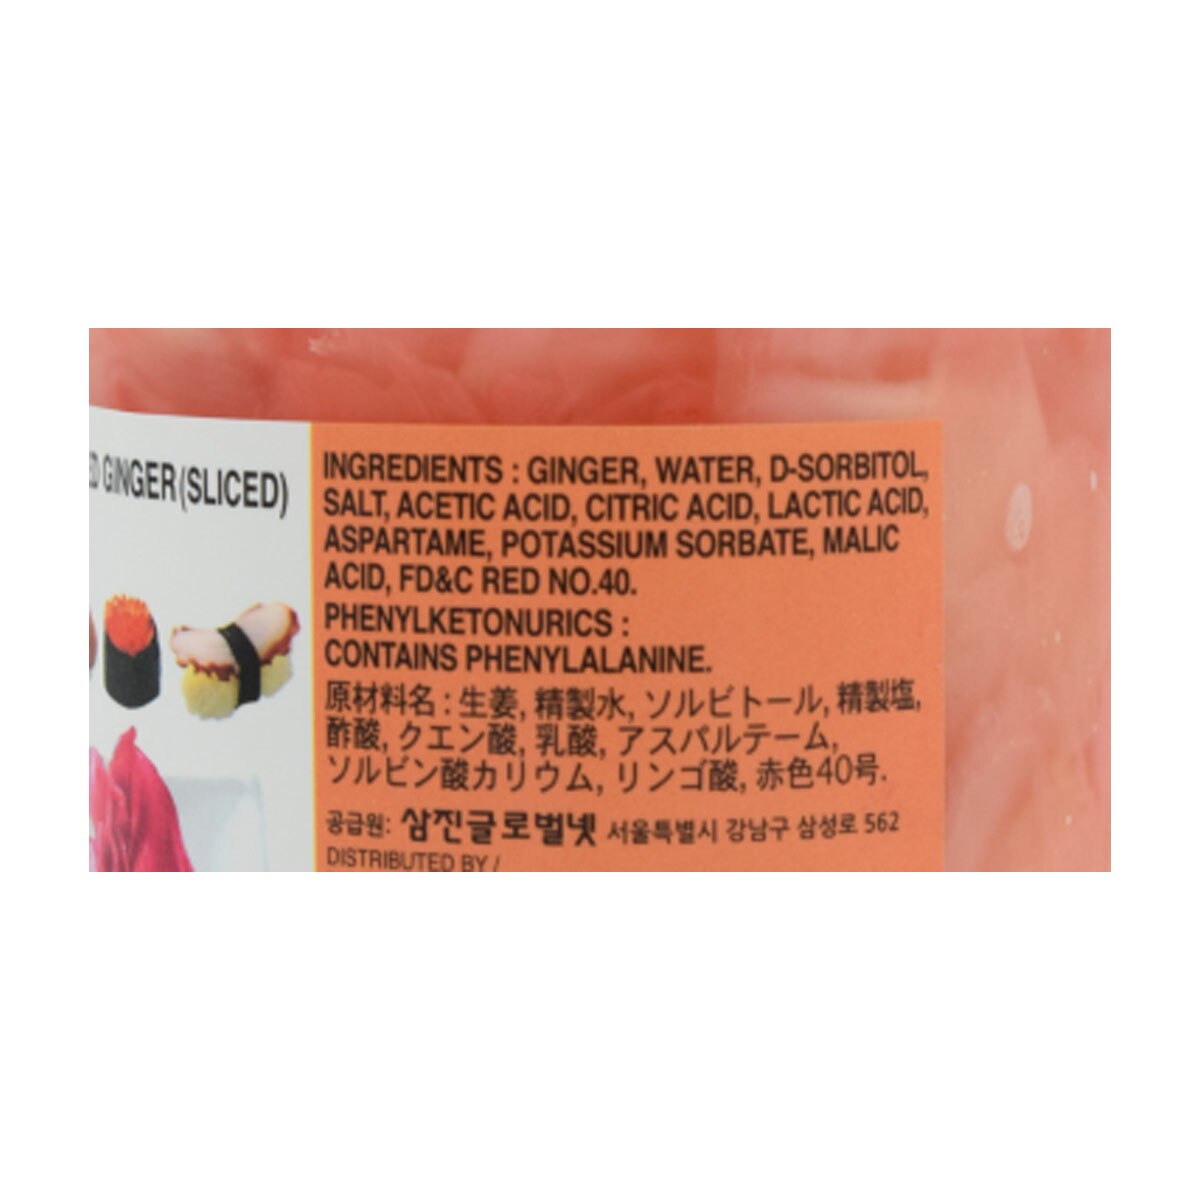 GINGER(SLICED)
INGREDIENTS : GINGER, WATER, D-SORBITOL,
SALT, ACETIC ACID, CITRIC ACID, LACTIC ACID,
ASPARTAME, POTASSIUM SORBATE, MALIC
ACID, FD&C RED NO.40.
PHENYLKETONURICS :
CONTAINS PHENYLALANINE.
原材料名 : 生姜, 精製水, ソルビトール, 精製塩,
酢酸, クエン酸, 乳酸, アスパルテーム,
ソルビン酸カリウム, リンゴ酸, 赤色40号.
공급원: 삼진글로벌넷 서울특별시 강남구 삼성로 562
DISTRIBUTED BY /